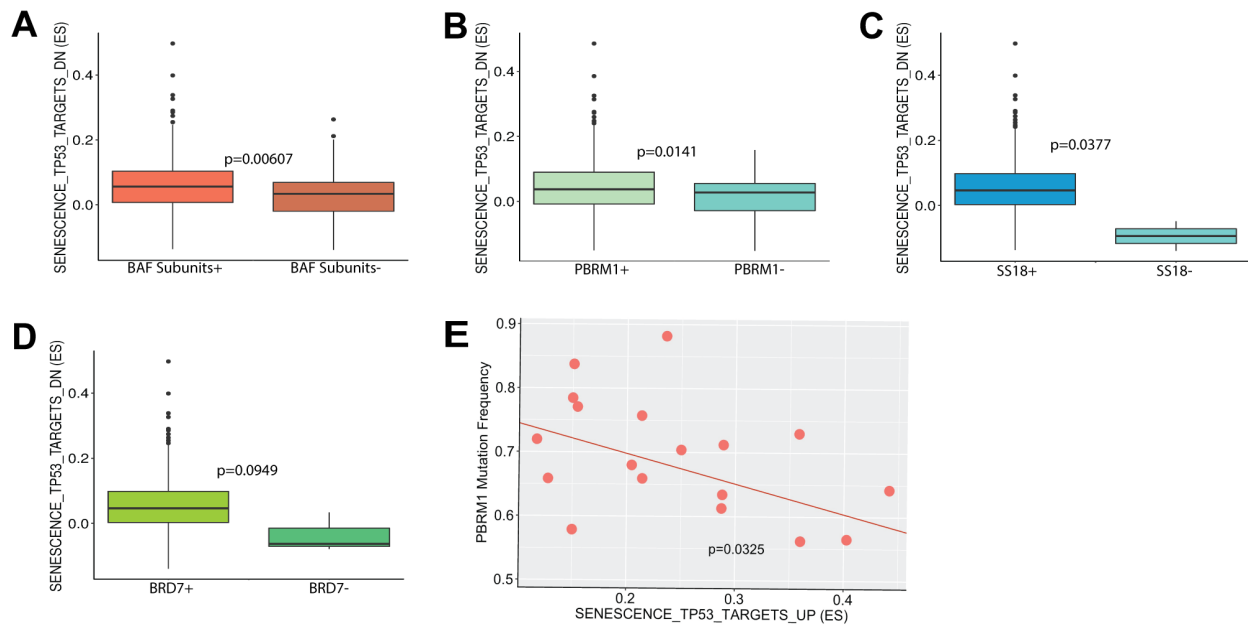 A
SENESCENCE_TP53_TARGETS_DN (ES)
0.4
0.2
0.0
p=0.00607
BAF Subunits+
BAF Subunits-
B
SENESCENCE_TP53_TARGETS_DN (ES)
0.4
0.2
0.0
p=0.0141
PBRM1+
PBRM1-
C
SENESCENCE_TP53_TARGETS_DN (ES)
0.4
0.2
0.0
p=0.0377
SS18+
SS18-
D
SENESCENCE_TP53_TARGETS_DN (ES)
0.4
0.2
0.0
p=0.0949
BRD7+
BRD7-
E
PBRM1 Mutation Frequency
0.9
0.8
0.7
0.6
0.5
p=0.0325
0.2
0.3
0.4
SENESCENCE_TP53_TARGETS_UP (ES)